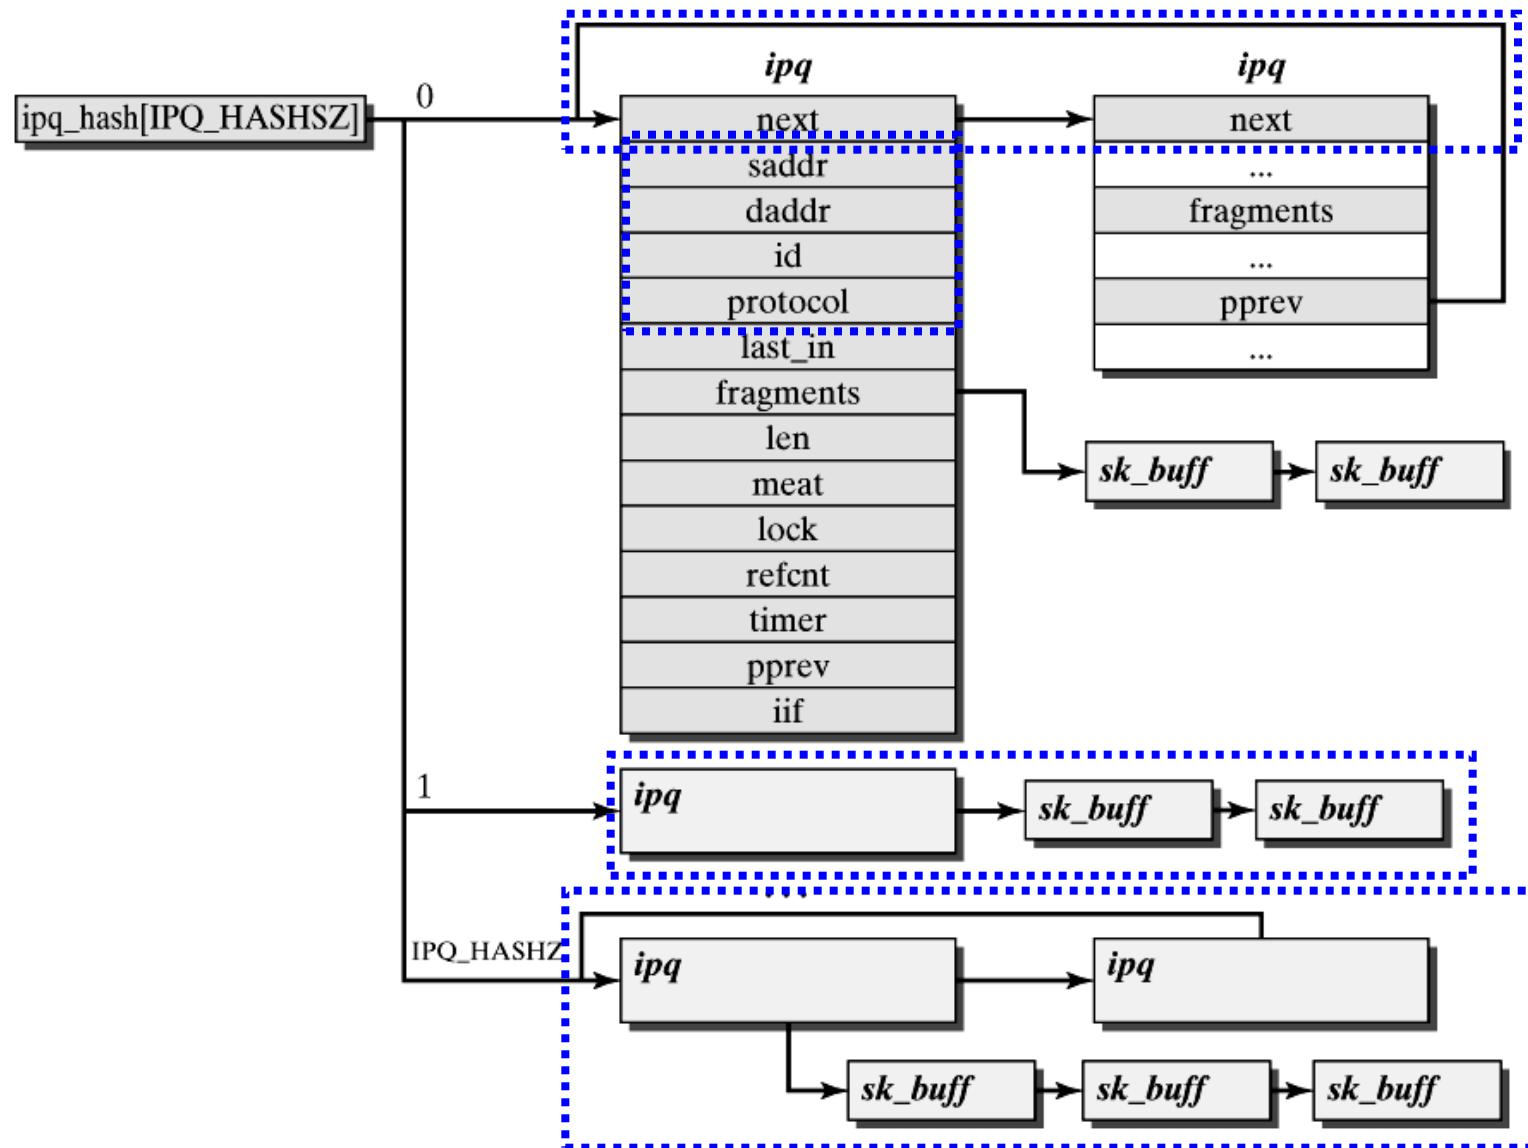 ipq ipq
0
ipq_hash[IPQ_HASHSZ]
next next
saddr ...
daddr fragments
id ...
protocol pprev
last_in ...
fragments
len
sk_buff sk_buff
meat
lock
refcnt
timer
pprev
iif
1
ipq sk_buff sk_buff
...
IPQ_HASHZ ipq ipq
sk_buff sk_buff sk_buff